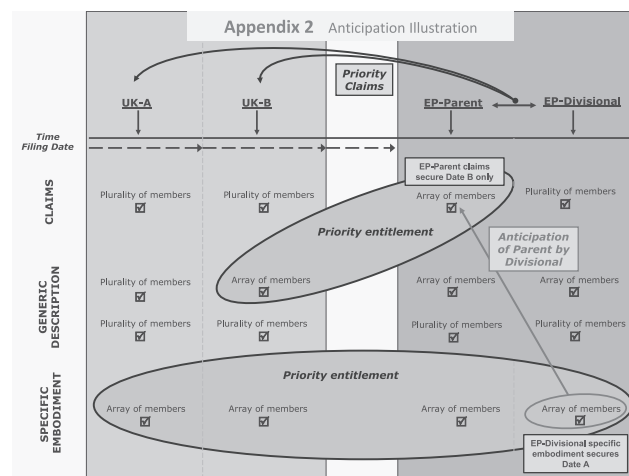 Appendix 2 Anticipation Illustration
Priority
Claims
UK-A
UK-B
EP-Parent
EP-Divisional
Time
Filing Date
EP-Parent claims
secure Date B only
CLAIMS
Plurality of members
Plurality of members
Array of members
Plurality of members
Priority entitlement
Anticipation
of Parent by
Divisional
GENERIC
DESCRIPTION
Plurality of members
Array of members
Array of members
Array of members
Plurality of members
Plurality of members
Plurality of members
Plurality of members
SPECIFIC
EMBODIMENT
Priority entitlement
Array of members
Array of members
Array of members
Array of members
EP-Divisional specific
embodiment secures
Date A